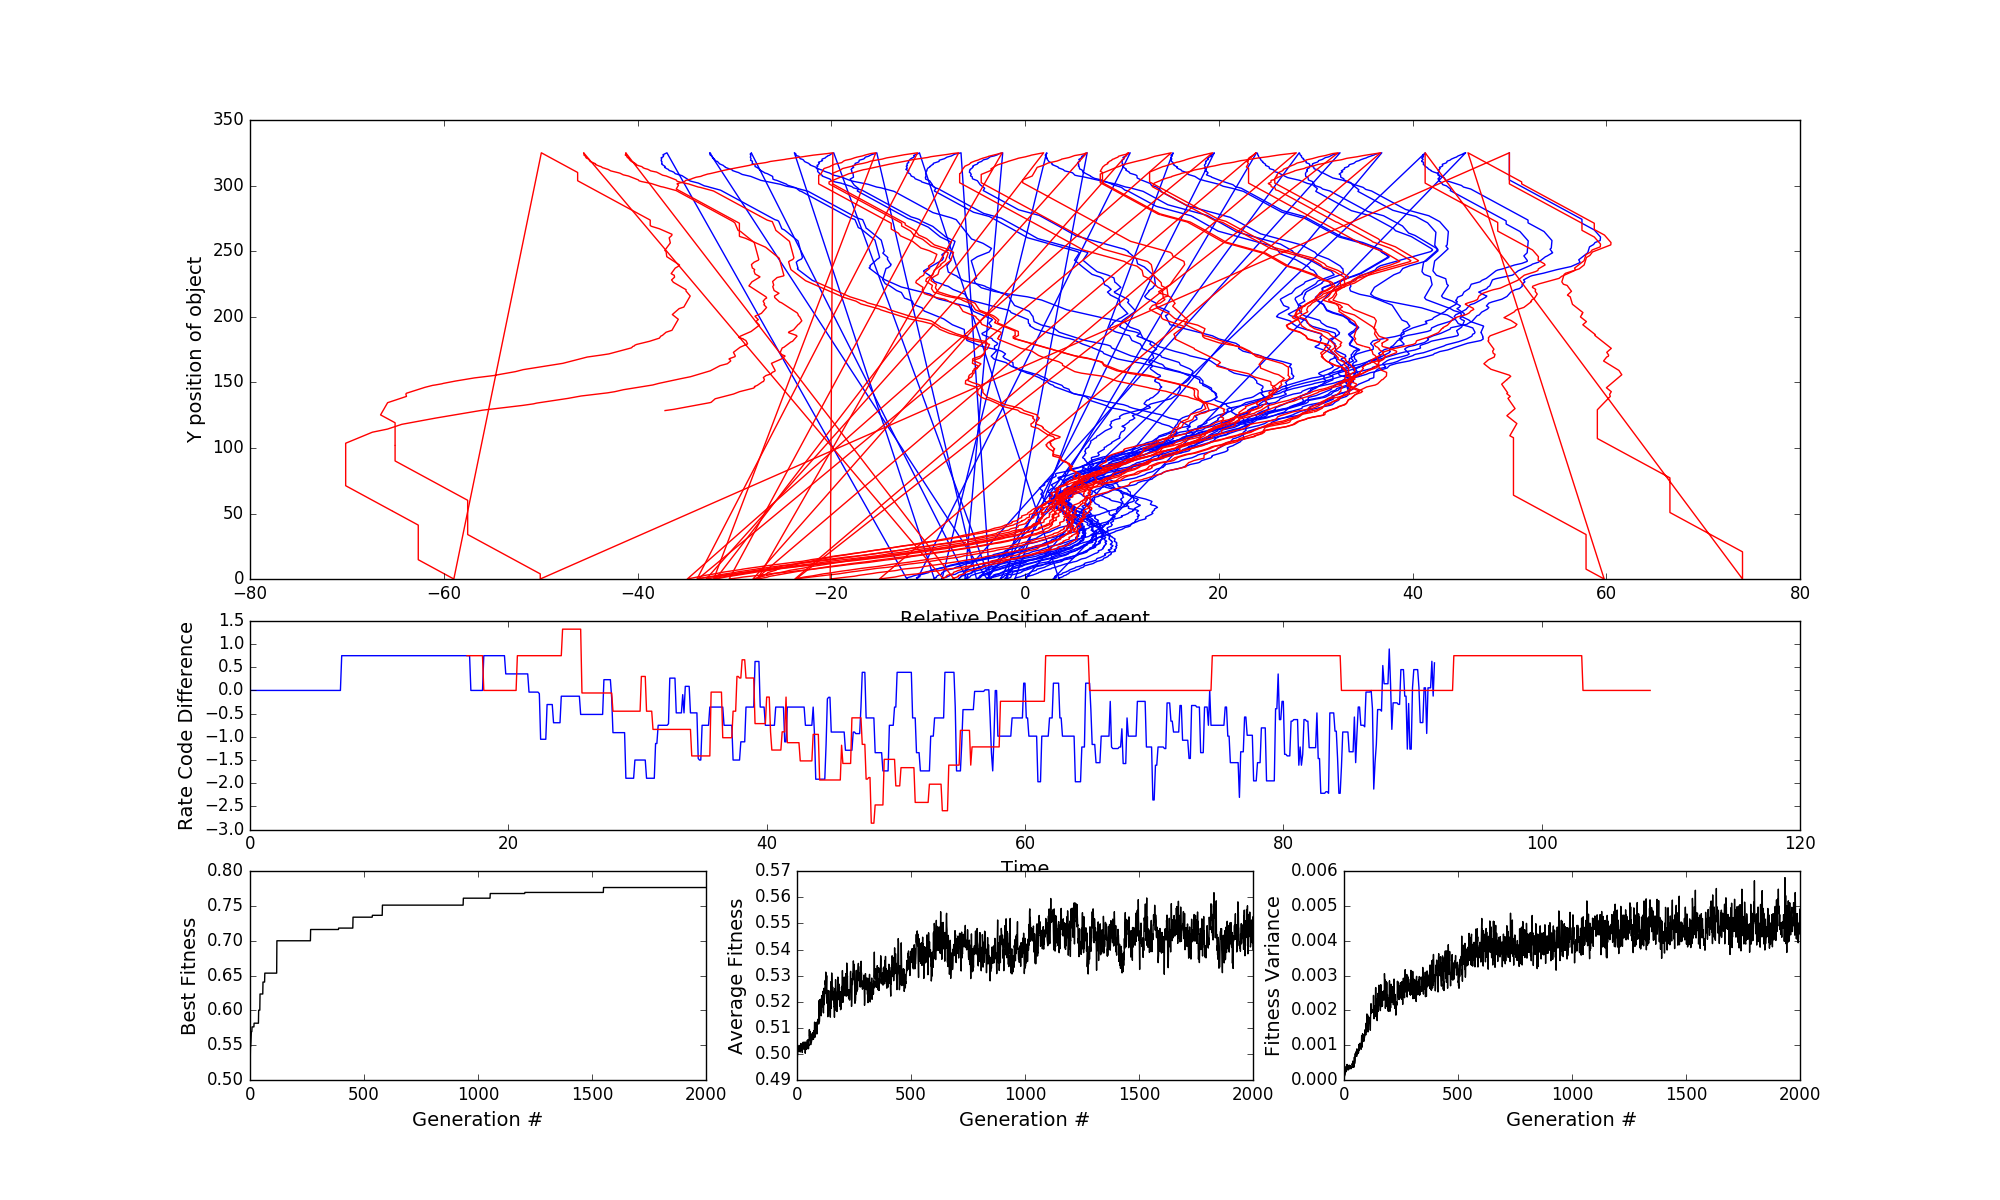 350
300
250
200
150
100
50
0
Y position of object
−80 −60 −40 −20 0 20 40 60 80
Relative Position of agent
1.5
1.0
0.5
0.0
−0.5
−1.0
−1.5
−2.0
−2.5
−3.0
Rate Code Difference
0 20 40 60 80 100 120
Time
0.80
0.75
0.70
0.65
0.60
0.55
0.50
Best Fitness
0 500 1000 1500 2000
Generation #
0.57
0.56
0.55
0.54
0.53
0.52
0.51
0.50
0.49
Average Fitness
0 500 1000 1500 2000
Generation #
0.006
0.005
0.004
0.003
0.002
0.001
0.000
Fitness Variance
0 500 1000 1500 2000
Generation #